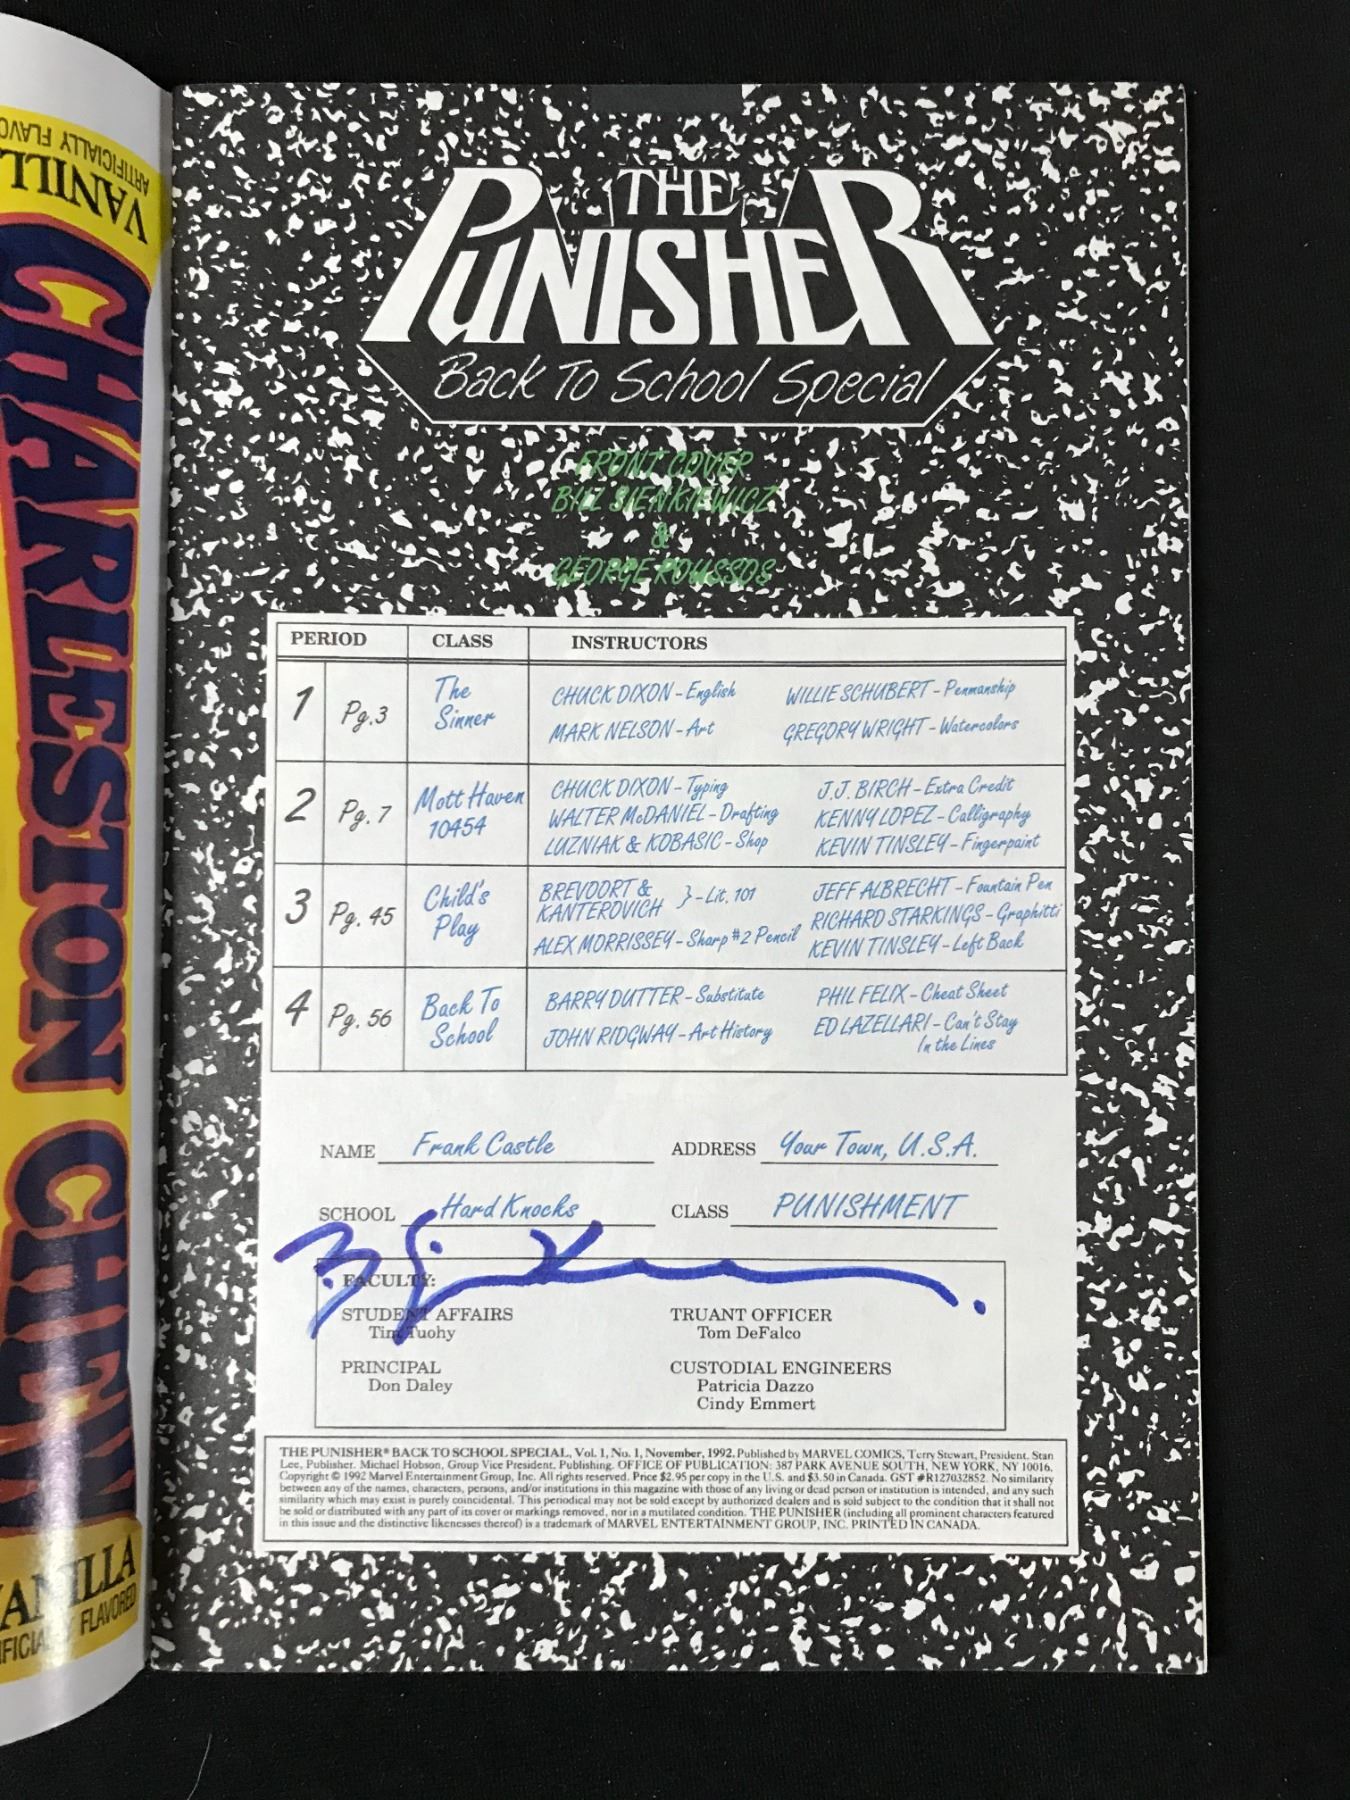 VANILL
ARTIFICIALLY FLAVO
CHARLESTON CHEW
VANILLA
IFICIALLY FLAVORED
THE
PUNISHER
Back To School Special
FRONT COVER
BILL SIENKIEWICZ
&
GEORGE ROUSSOS
PERIOD CLASS INSTRUCTORS
1 Pg.3 The Sinner
CHUCK DIXON - English WILLIE SCHUBERT - Penmanship
MARK NELSON - Art GREGORY WRIGHT - Watercolors
2 Pg. 7 Mott Haven 10454
CHUCK DIXON - Typing J.J. BIRCH - Extra Credit
WALTER McDANIEL - Drafting KENNY LOPEZ - Calligraphy
LUZNIAK & KOBASIC - Shop KEVIN TINSLEY - Fingerpaint
3 Pg. 45 Child's Play
BREVOORT & KANTEROVICH } - Lit. 101 JEFF ALBRECHT - Fountain Pen
RICHARD STARKINGS - Graphitti
ALEX MORRISSEY - Sharp #2 Pencil KEVIN TINSLEY - Left Back
4 Pg. 56 Back To School
BARRY DUTTER - Substitute PHIL FELIX - Cheat Sheet
JOHN RIDGWAY - Art History ED LAZELLARI - Can't Stay
In the Lines
NAME Frank Castle ADDRESS Your Town, U.S.A.
SCHOOL Hard Knocks CLASS PUNISHMENT
FACULTY:
STUDENT AFFAIRS TRUANT OFFICER
Tim Tuohy Tom DeFalco
PRINCIPAL CUSTODIAL ENGINEERS
Don Daley Patricia Dazzo
Cindy Emmert
THE PUNISHER® BACK TO SCHOOL SPECIAL, Vol. 1, No. 1, November, 1992. Published by MARVEL COMICS, Terry Stewart, President. Stan
Lee, Publisher. Michael Hobson, Group Vice President, Publishing. OFFICE OF PUBLICATION: 387 PARK AVENUE SOUTH, NEW YORK, NY 10016.
Copyright © 1992 Marvel Entertainment Group, Inc. All rights reserved. Price $2.95 per copy in the U.S. and $3.50 in Canada. GST #R127032852. No similarity
between any of the names, characters, persons, and/or institutions in this magazine with those of any living or dead person or institution is intended, and any such
similarity which may exist is purely coincidental. This periodical may not be sold except by authorized dealers and is sold subject to the condition that it shall not
be sold or distributed with any part of its cover or markings removed, nor in a mutilated condition. THE PUNISHER (including all prominent characters featured
in this issue and the distinctive likenesses thereof) is a trademark of MARVEL ENTERTAINMENT GROUP, INC. PRINTED IN CANADA.